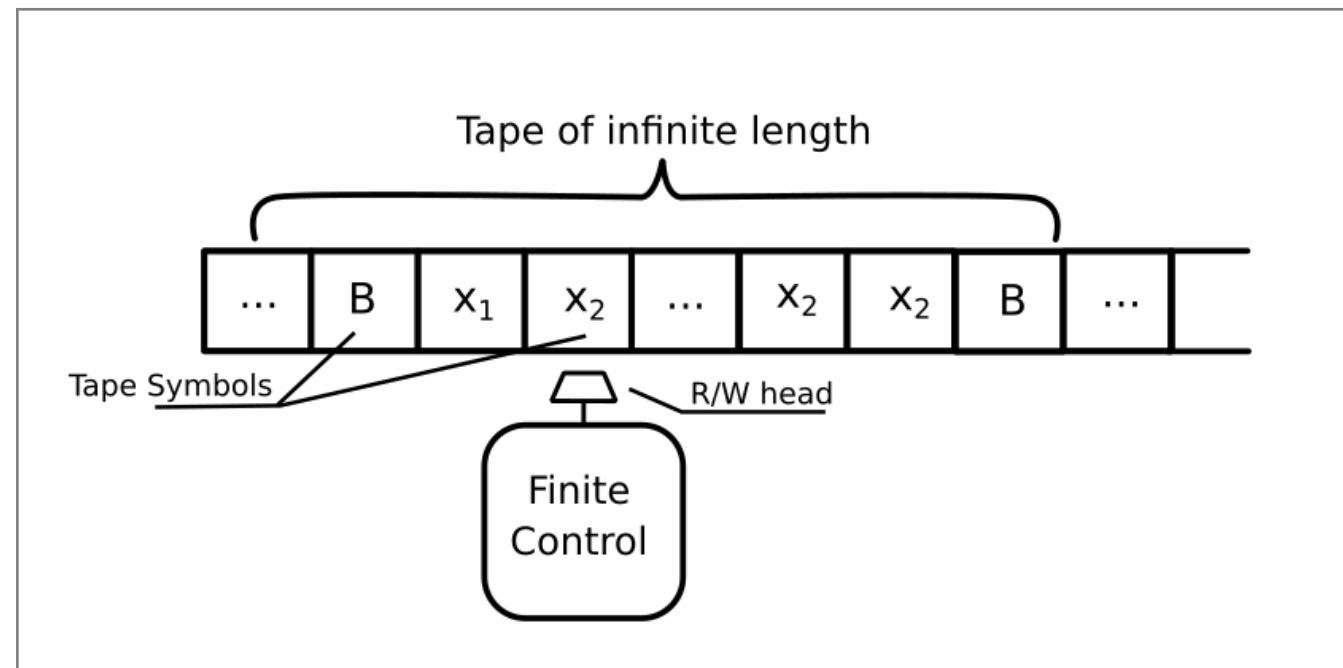 Tape of infinite length
... B x₁ x₂ ... x₂ x₂ B ...
Tape Symbols
R/W head
Finite
Control